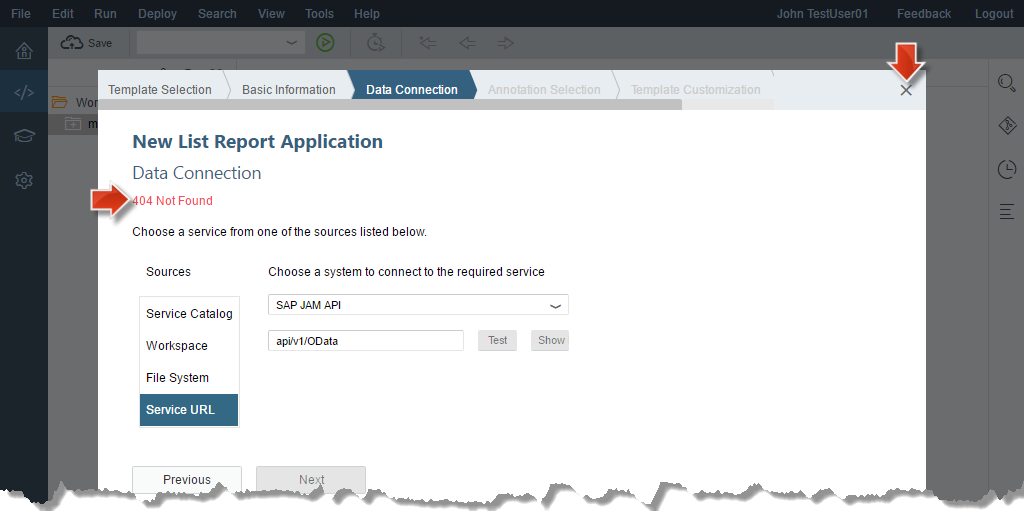 File Edit Run Deploy Search View Tools Help John TestUser01 Feedback Logout
Save
Template Selection Basic Information Data Connection Annotation Selection Template Customization
New List Report Application
Data Connection
404 Not Found
Choose a service from one of the sources listed below.
Sources Choose a system to connect to the required service
SAP JAM API
Service Catalog
api/v1/OData Test Show
Workspace
File System
Service URL
Previous Next